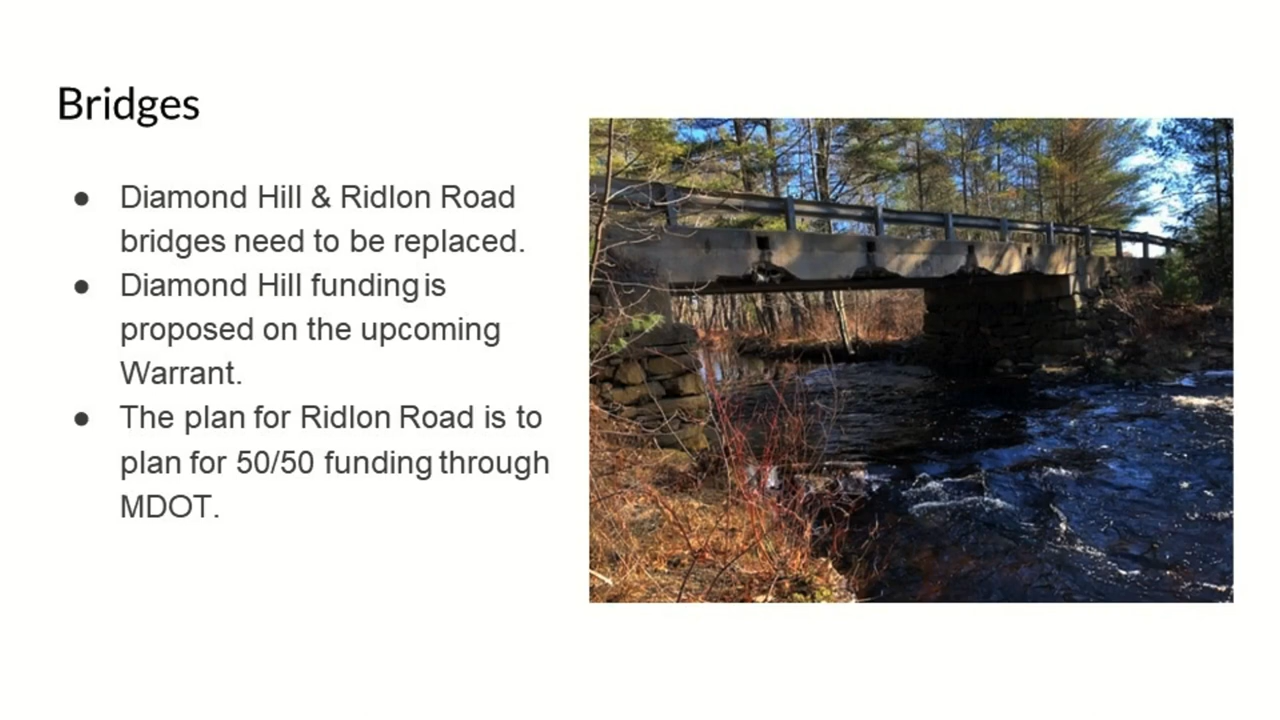 Bridges
● Diamond Hill & Ridlon Road
bridges need to be replaced.
● Diamond Hill funding is
proposed on the upcoming
Warrant.
● The plan for Ridlon Road is to
plan for 50/50 funding through
MDOT.